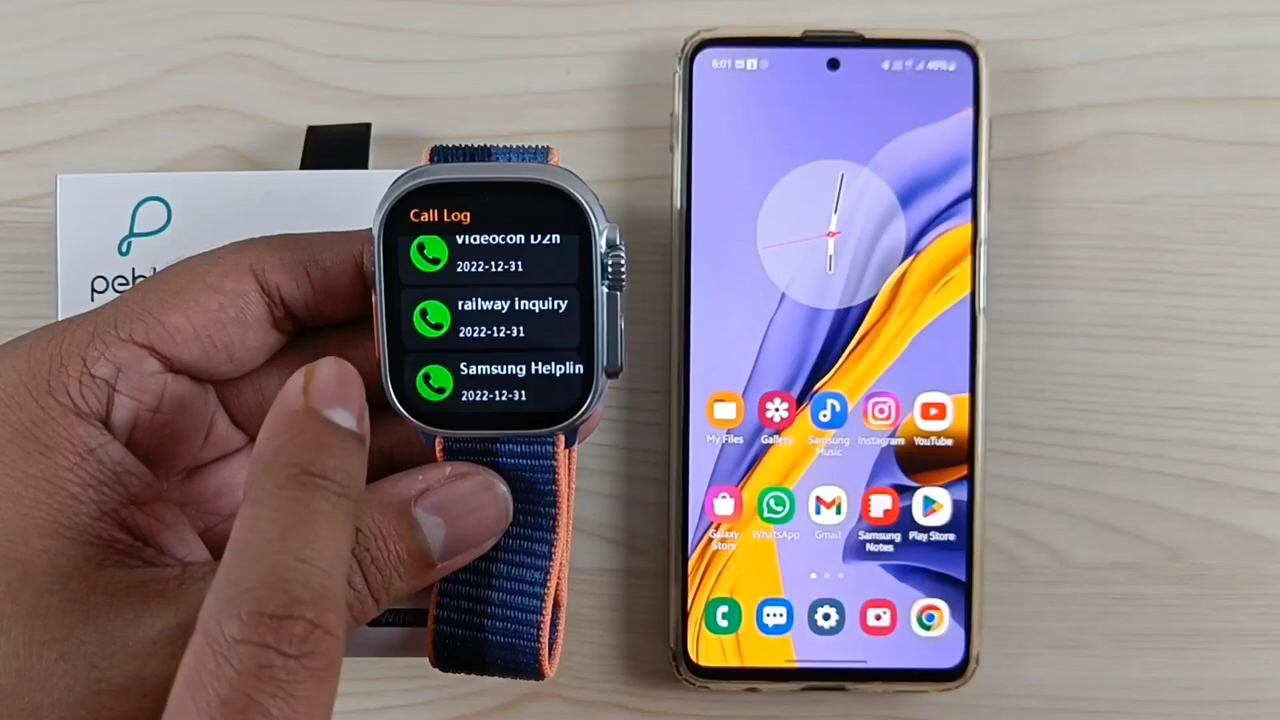 Call Log
Videocon D2h
2022-12-31
railway inquiry
2022-12-31
Samsung Helplin
2022-12-31
6:01
46%
My Files
Gallery
Samsung
Music
Instagram
YouTube
Galaxy
Store
WhatsApp
Gmail
Samsung
Notes
Play Store